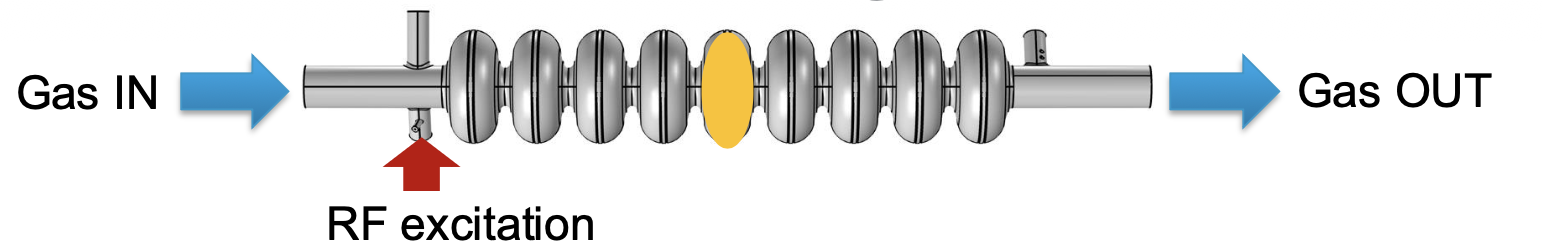 Gas IN
Gas OUT
RF excitation